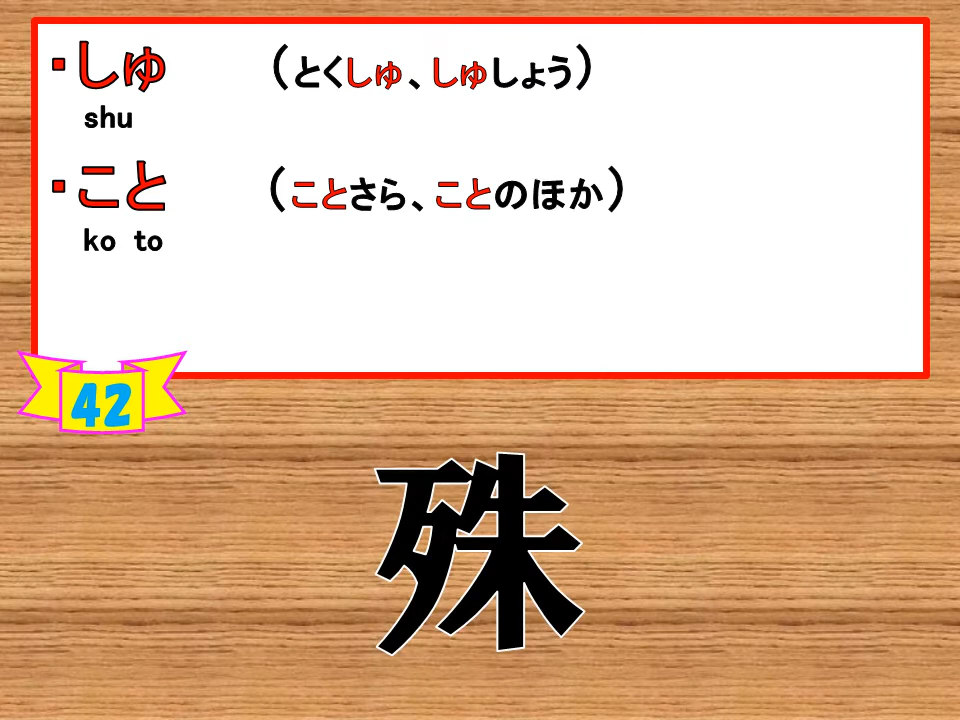 ・しゅ　（とくしゅ、しゅしょう）
shu
・こと　（ことさら、ことのほか）
ko to
42
殊